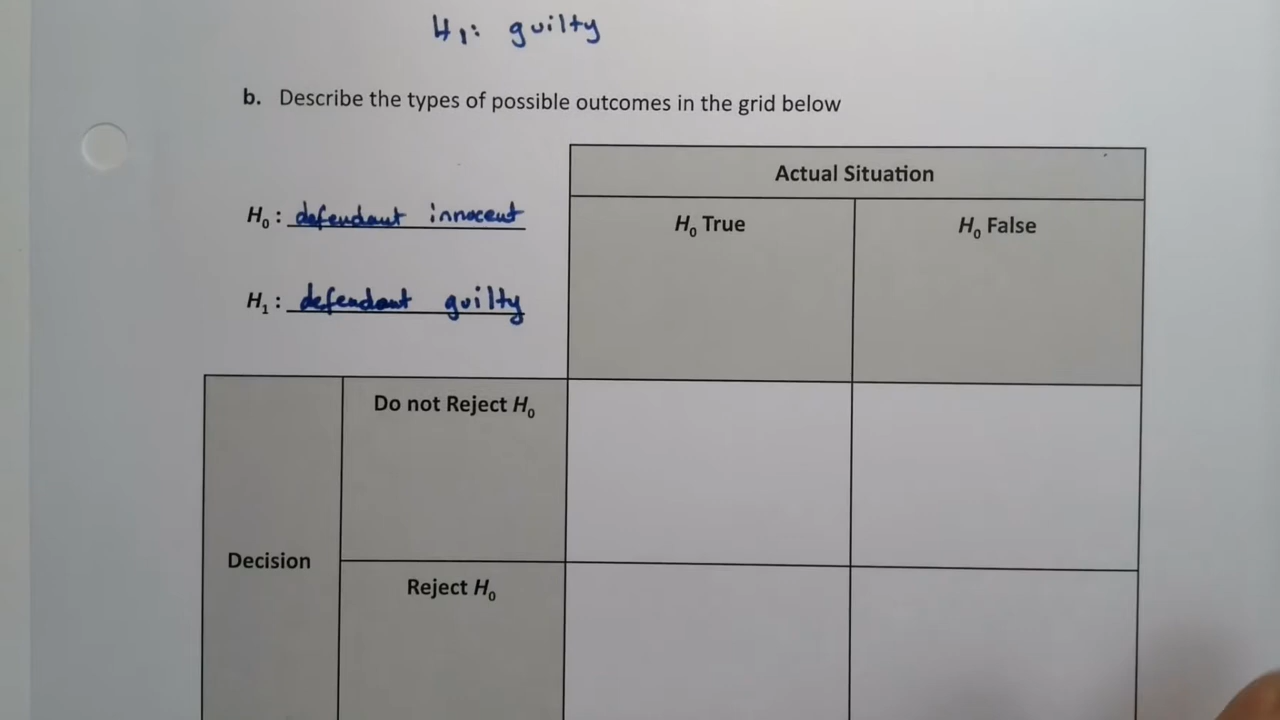 H₁: guilty
b. Describe the types of possible outcomes in the grid below
Actual Situation
H₀ : defendant innocent
H₀ True
H₀ False
H₁ : defendant guilty
Do not Reject H₀
Decision
Reject H₀